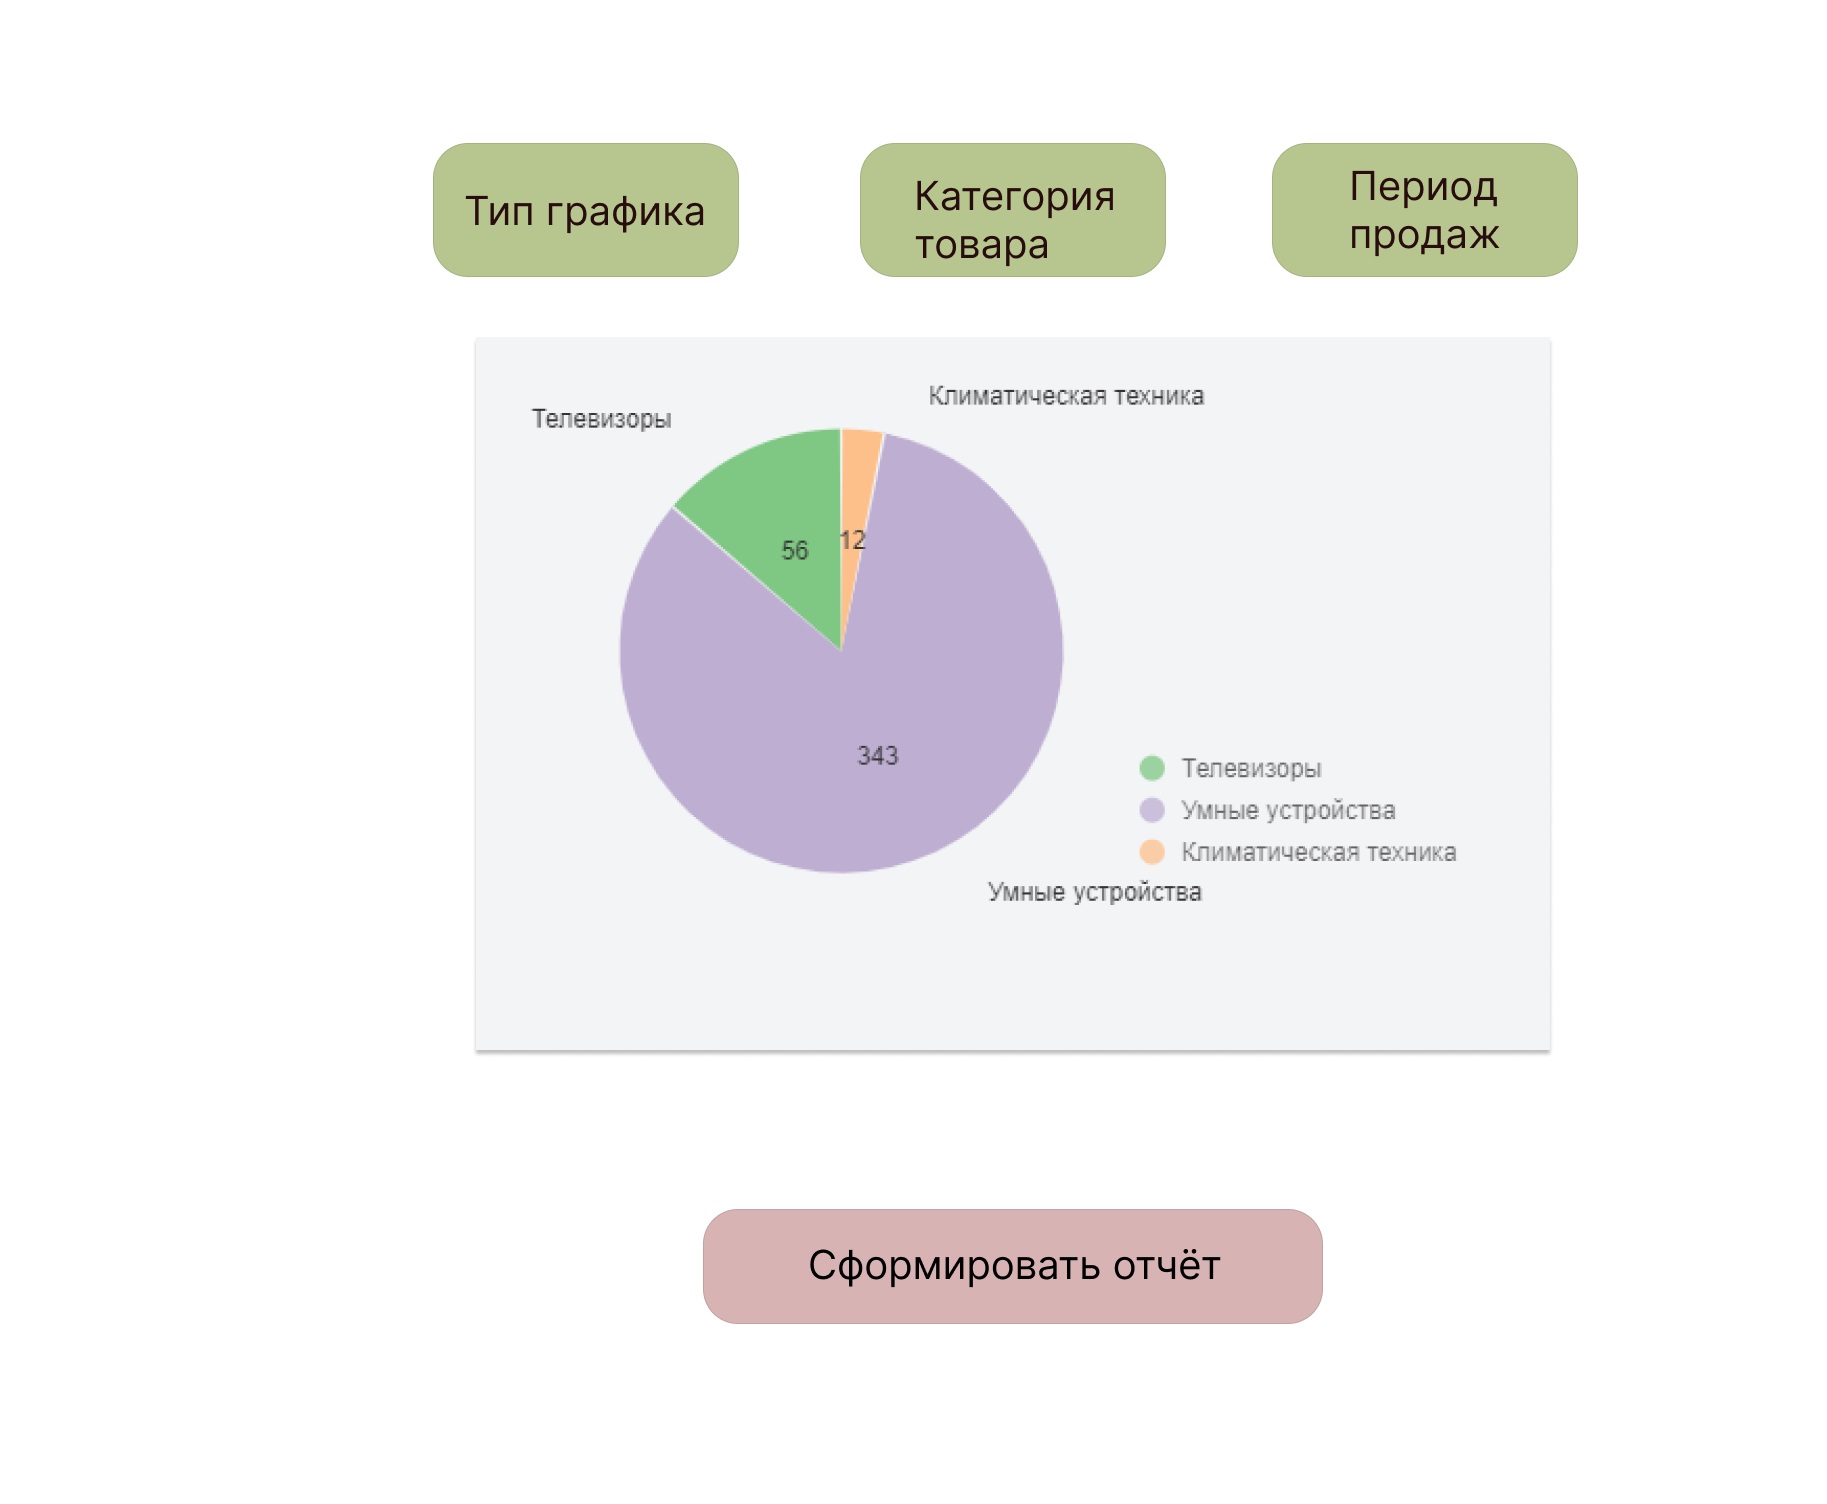 Тип графика
Категория
товара
Период
продаж
Климатическая техника
Телевизоры
56
12
343
Телевизоры
Умные устройства
Климатическая техника
Умные устройства
Сформировать отчёт